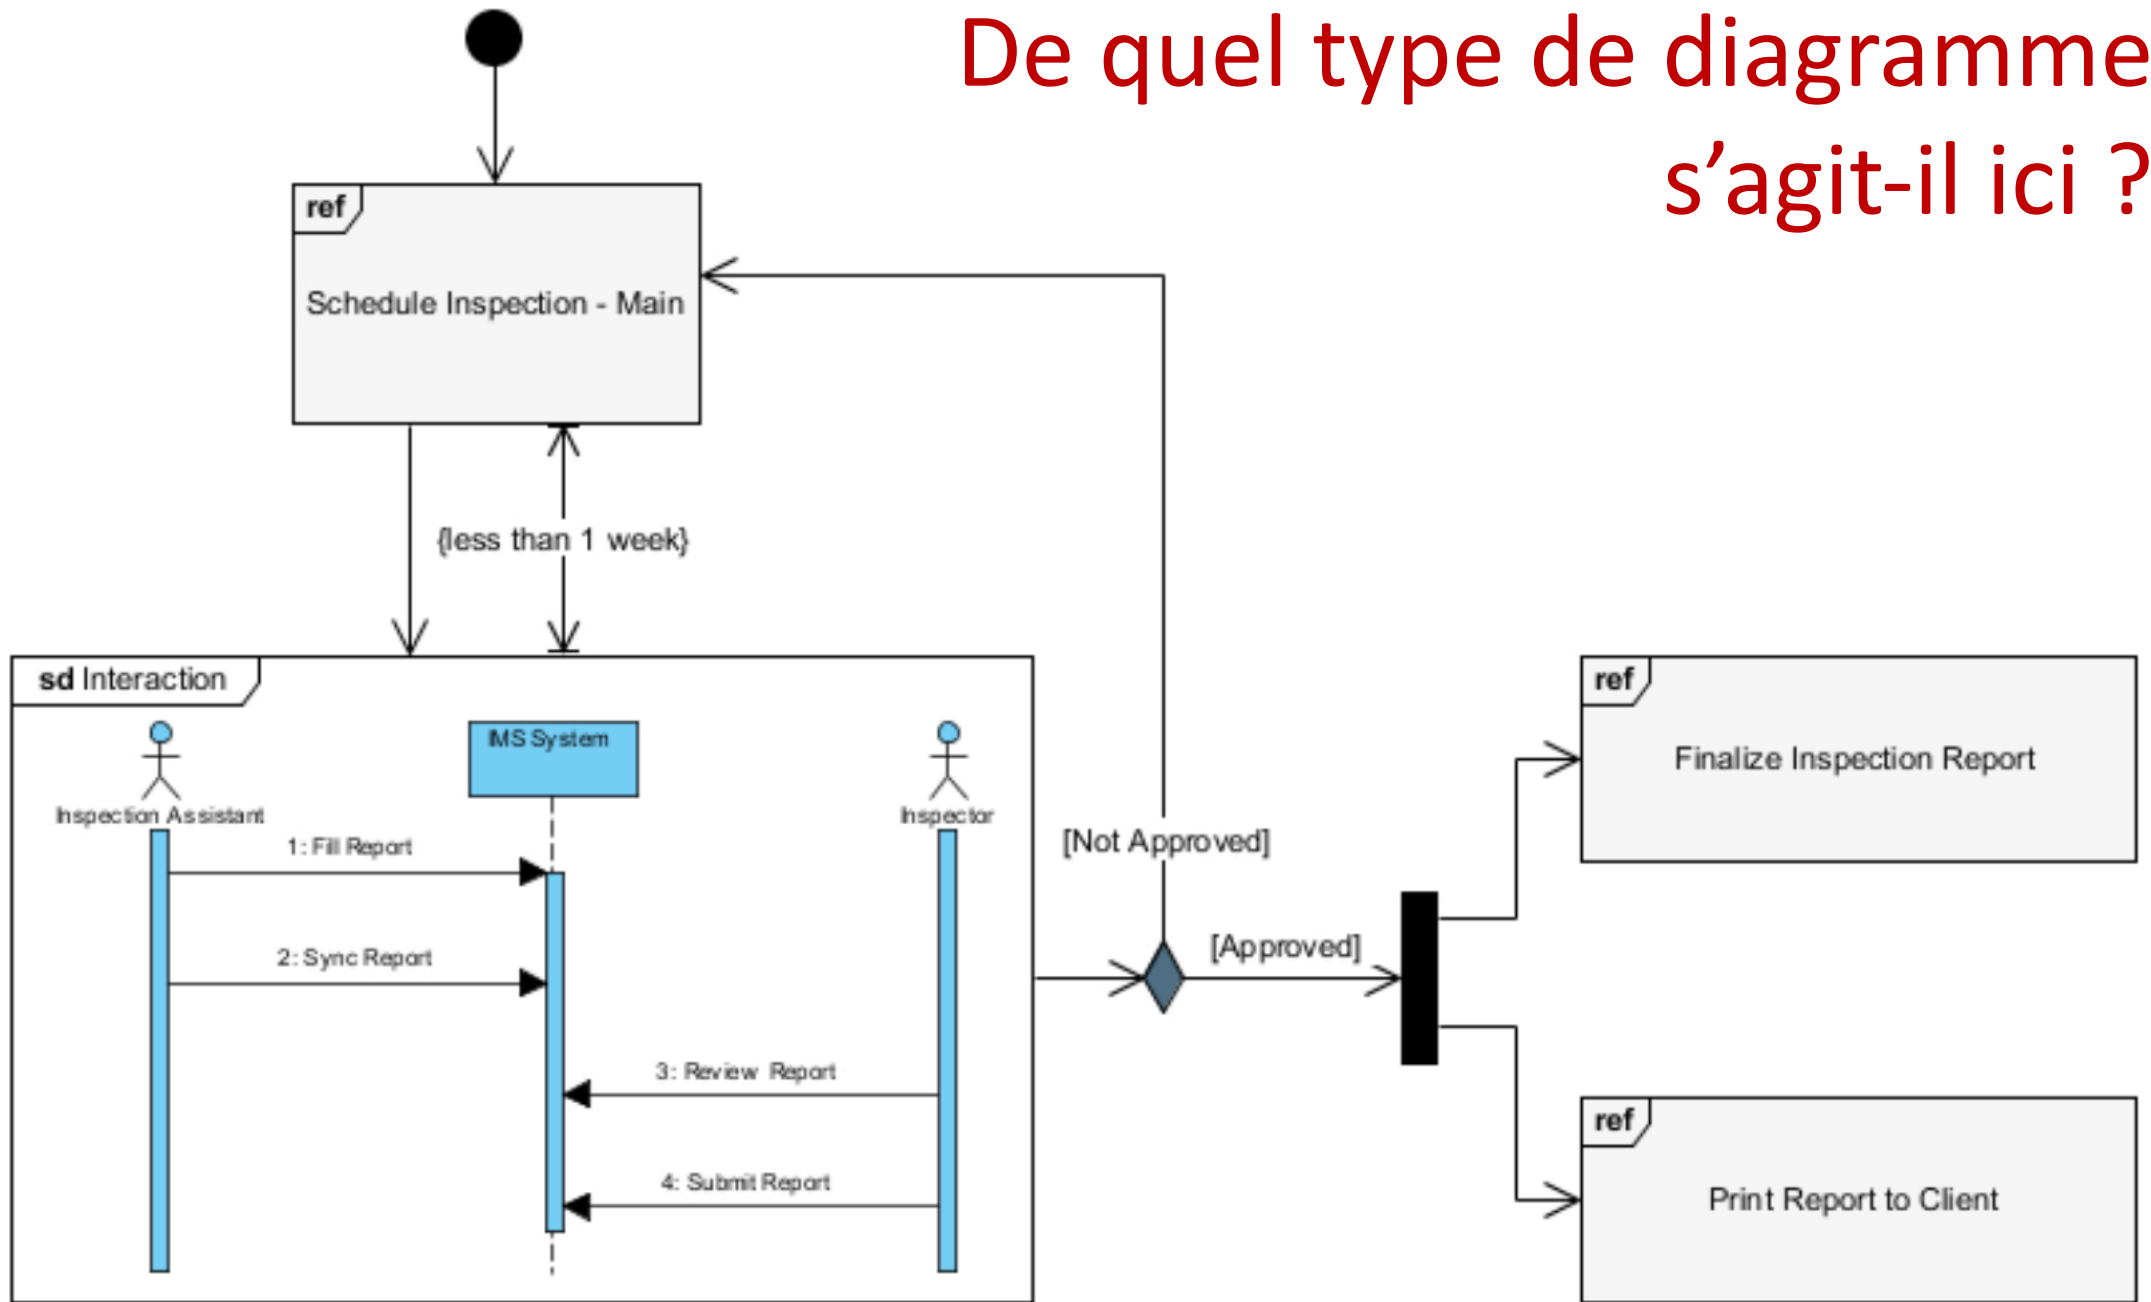 De quel type de diagramme
s’agit-il ici ?
ref
Schedule Inspection - Main
{less than 1 week}
sd Interaction
IMS System
Inspection Assistant
Inspector
1: Fill Report
2: Sync Report
3: Review Report
4: Submit Report
[Not Approved]
[Approved]
ref
Finalize Inspection Report
ref
Print Report to Client